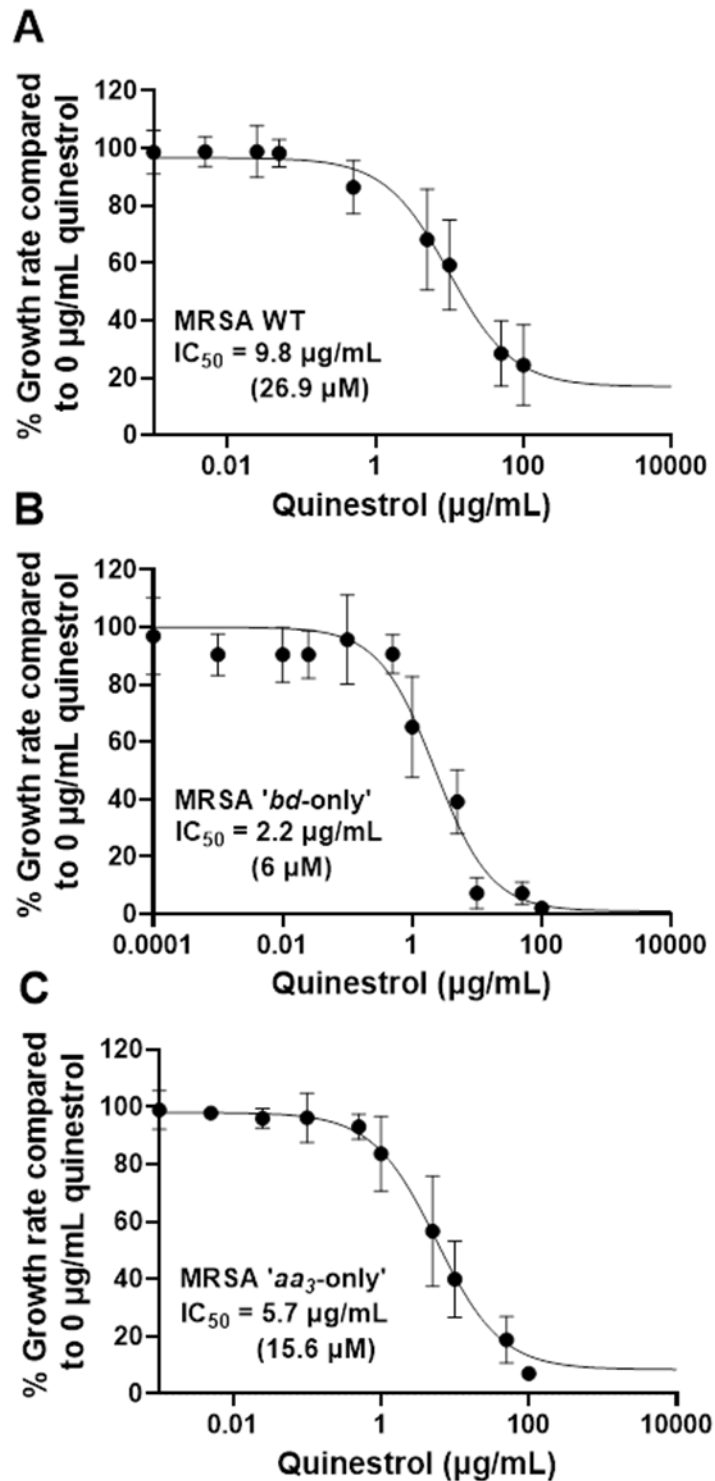 A
% Growth rate compared
to 0 µg/mL quinestrol
120
100
80
60
40
20
0
MRSA WT
IC50 = 9.8 µg/mL
(26.9 µM)
0.01
1
100
10000
Quinestrol (µg/mL)
B
% Growth rate compared
to 0 µg/mL quinestrol
120
100
80
60
40
20
0
MRSA 'bd-only'
IC50 = 2.2 µg/mL
(6 µM)
0.0001
0.01
1
100
10000
Quinestrol (µg/mL)
C
% Growth rate compared
to 0 µg/mL quinestrol
120
100
80
60
40
20
0
MRSA 'aa3-only'
IC50 = 5.7 µg/mL
(15.6 µM)
0.01
1
100
10000
Quinestrol (µg/mL)